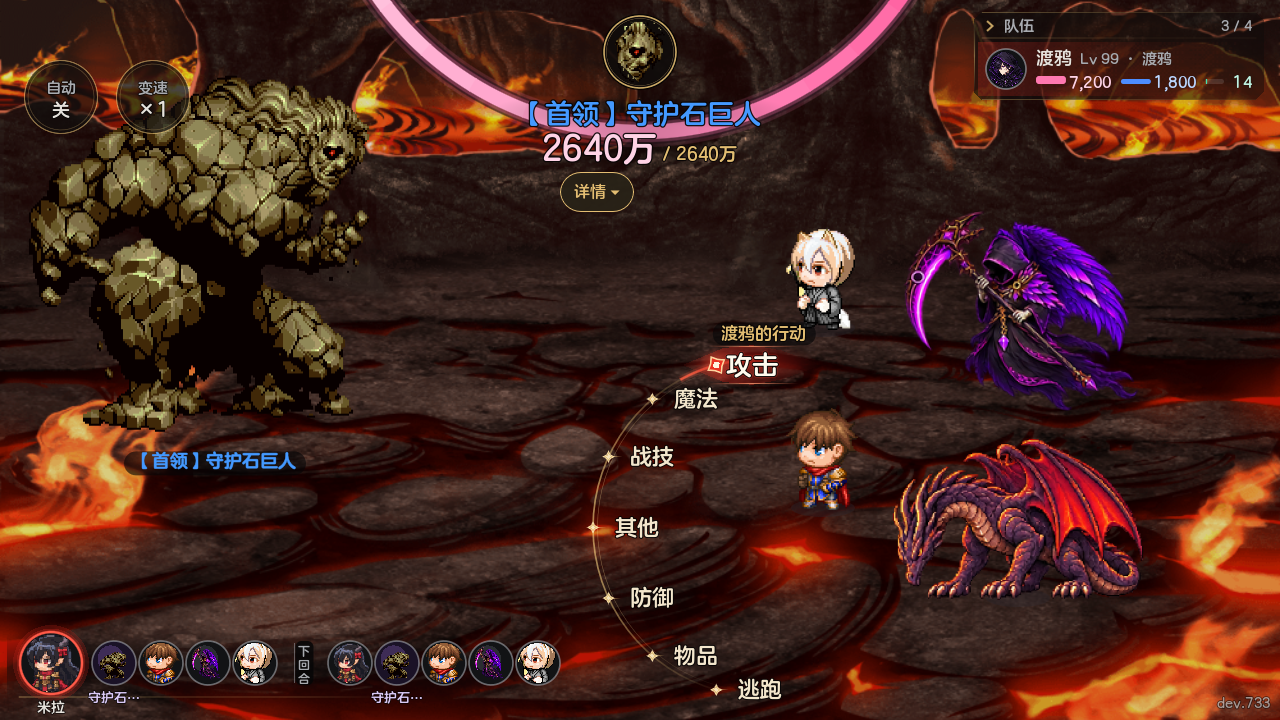 自动
关
变速
×1
【首领】守护石巨人
2640万 / 2640万
详情
队伍
3 / 4
渡鸦 Lv 99 · 渡鸦
7,200 1,800 14
渡鸦的行动
攻击
魔法
战技
其他
防御
物品
逃跑
【首领】守护石巨人
米拉
守护石…
下回合
守护石…
dev.733